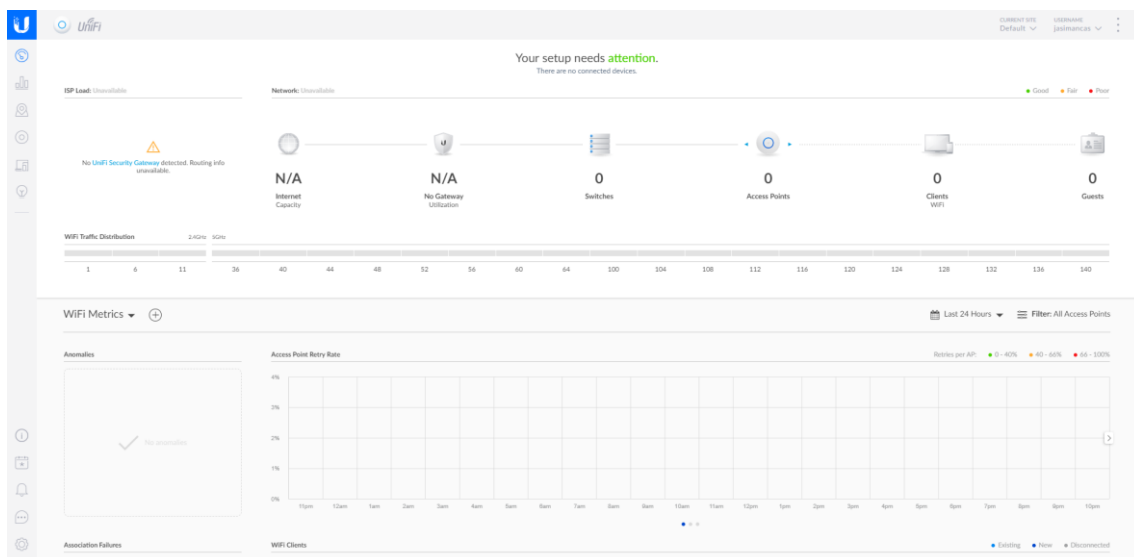 UniFi
CURRENT SITE
Default
USERNAME
jasimancas
Your setup needs attention.
There are no connected devices.
ISP Load: Unavailable
Network: Unavailable
Good Fair Poor
No UniFi Security Gateway detected. Routing info
unavailable.
N/A
Internet
Capacity
N/A
No Gateway
Utilization
0
Switches
0
Access Points
0
Clients
WiFi
0
Guests
WiFi Traffic Distribution
2.4GHz 5GHz
1 6 11 36 40 44 48 52 56 60 64 100 104 108 112 116 120 124 128 132 136 140
WiFi Metrics
Last 24 Hours
Filter: All Access Points
Anomalies
No anomalies
Access Point Retry Rate
Retries per AP: 0 - 40% 40 - 66% 66 - 100%
4%
3%
2%
1%
0%
11pm 12am 1am 2am 3am 4am 5am 6am 7am 8am 9am 10am 11am 12pm 1pm 2pm 3pm 4pm 5pm 6pm 7pm 8pm 9pm 10pm
Association Failures
WiFi Clients
Existing New Disconnected